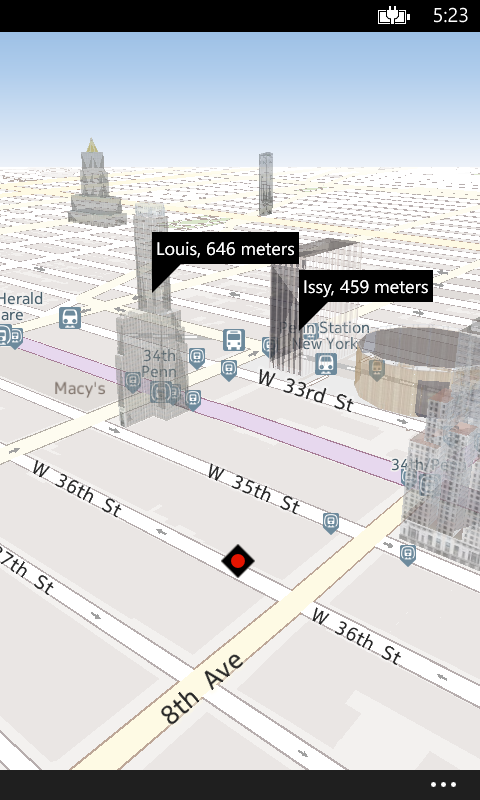 5:23
Louis, 646 meters
Issy, 459 meters
Herald
are
Penn Station
New York
34th
Penn
Macy's
W 33rd St
W 36th St
W 35th St
34th
7th St
W 36th St
8th Ave